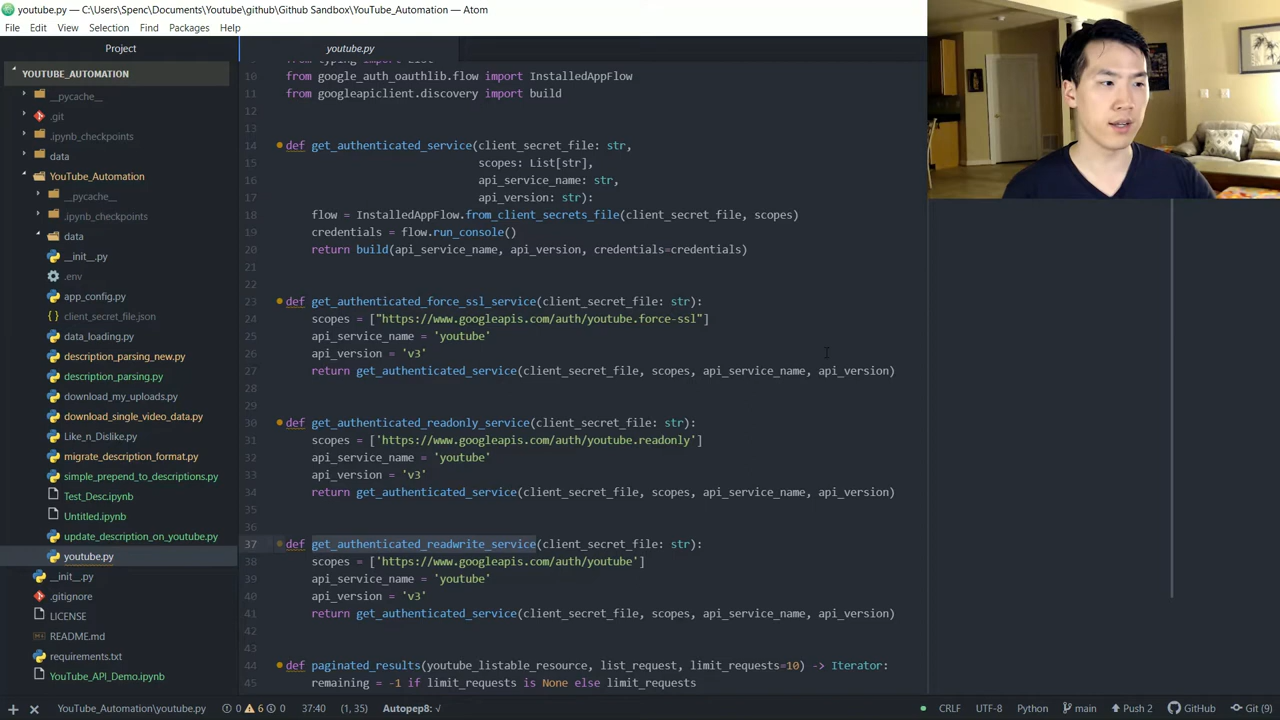 youtube.py — C:\Users\Spenc\Documents\Youtube\github\Github Sandbox\YouTube_Automation — Atom
File Edit View Selection Find Packages Help
Project
YOUTUBE_AUTOMATION
__pycache__
.git
.ipynb_checkpoints
data
YouTube_Automation
__pycache__
.ipynb_checkpoints
data
__init__.py
.env
app_config.py
client_secret_file.json
data_loading.py
description_parsing_new.py
description_parsing.py
download_my_uploads.py
download_single_video_data.py
Like_n_Dislike.py
migrate_description_format.py
simple_prepend_to_descriptions.py
Test_Desc.ipynb
Untitled.ipynb
update_description_on_youtube.py
youtube.py
__init__.py
.gitignore
LICENSE
README.md
requirements.txt
YouTube_API_Demo.ipynb
youtube.py
from typing import List
10 from google_auth_oauthlib.flow import InstalledAppFlow
11 from googleapiclient.discovery import build
12
13
14 def get_authenticated_service(client_secret_file: str,
15 scopes: List[str],
16 api_service_name: str,
17 api_version: str):
18 flow = InstalledAppFlow.from_client_secrets_file(client_secret_file, scopes)
19 credentials = flow.run_console()
20 return build(api_service_name, api_version, credentials=credentials)
21
22
23 def get_authenticated_force_ssl_service(client_secret_file: str):
24 scopes = ["https://www.googleapis.com/auth/youtube.force-ssl"]
25 api_service_name = 'youtube'
26 api_version = 'v3'
27 return get_authenticated_service(client_secret_file, scopes, api_service_name, api_version)
28
29
30 def get_authenticated_readonly_service(client_secret_file: str):
31 scopes = ['https://www.googleapis.com/auth/youtube.readonly']
32 api_service_name = 'youtube'
33 api_version = 'v3'
34 return get_authenticated_service(client_secret_file, scopes, api_service_name, api_version)
35
36
37 def get_authenticated_readwrite_service(client_secret_file: str):
38 scopes = ['https://www.googleapis.com/auth/youtube']
39 api_service_name = 'youtube'
40 api_version = 'v3'
41 return get_authenticated_service(client_secret_file, scopes, api_service_name, api_version)
42
43
44 def paginated_results(youtube_listable_resource, list_request, limit_requests=10) -> Iterator:
45 remaining = -1 if limit_requests is None else limit_requests
YouTube_Automation\youtube.py 0 6 0 37:40 (1, 35) Autopep8: √ CRLF UTF-8 Python main Push 2 GitHub Git (9)